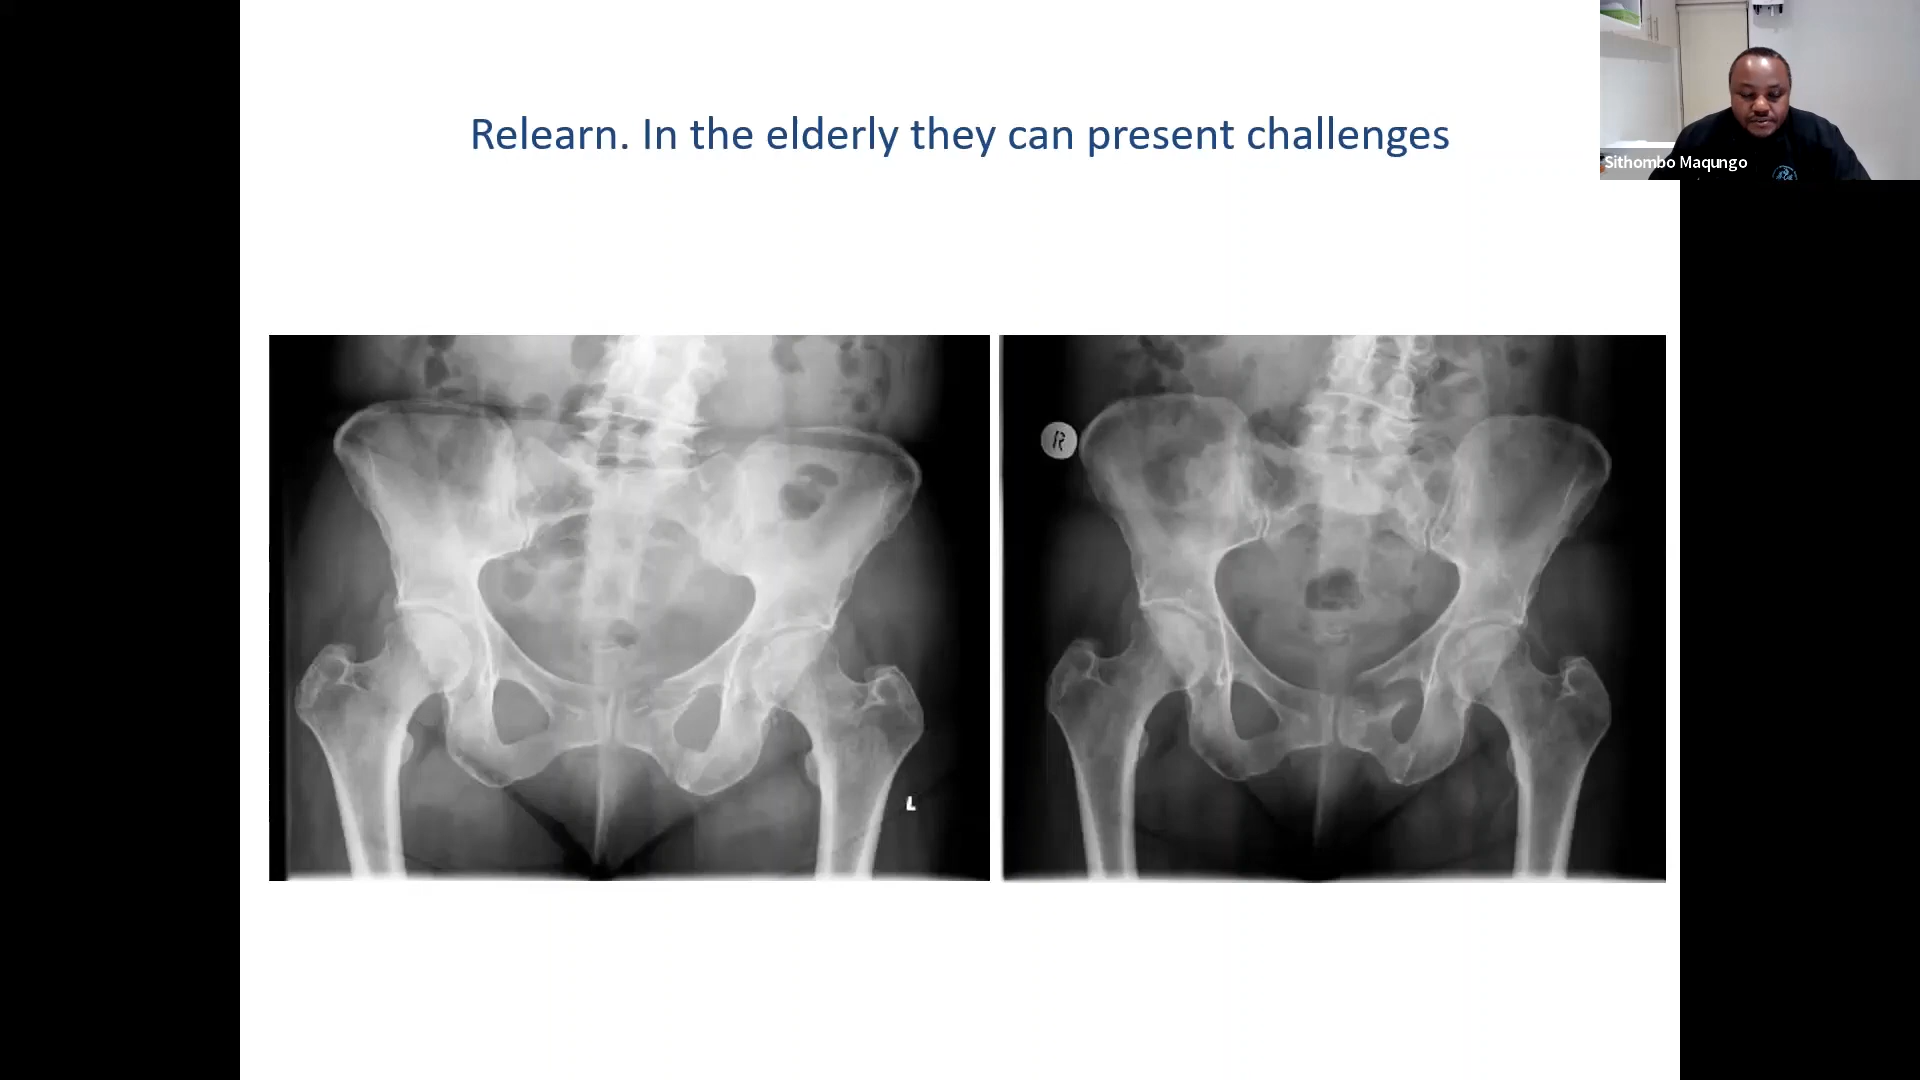 Relearn. In the elderly they can present challenges
Sithombo Maqungo
R
L